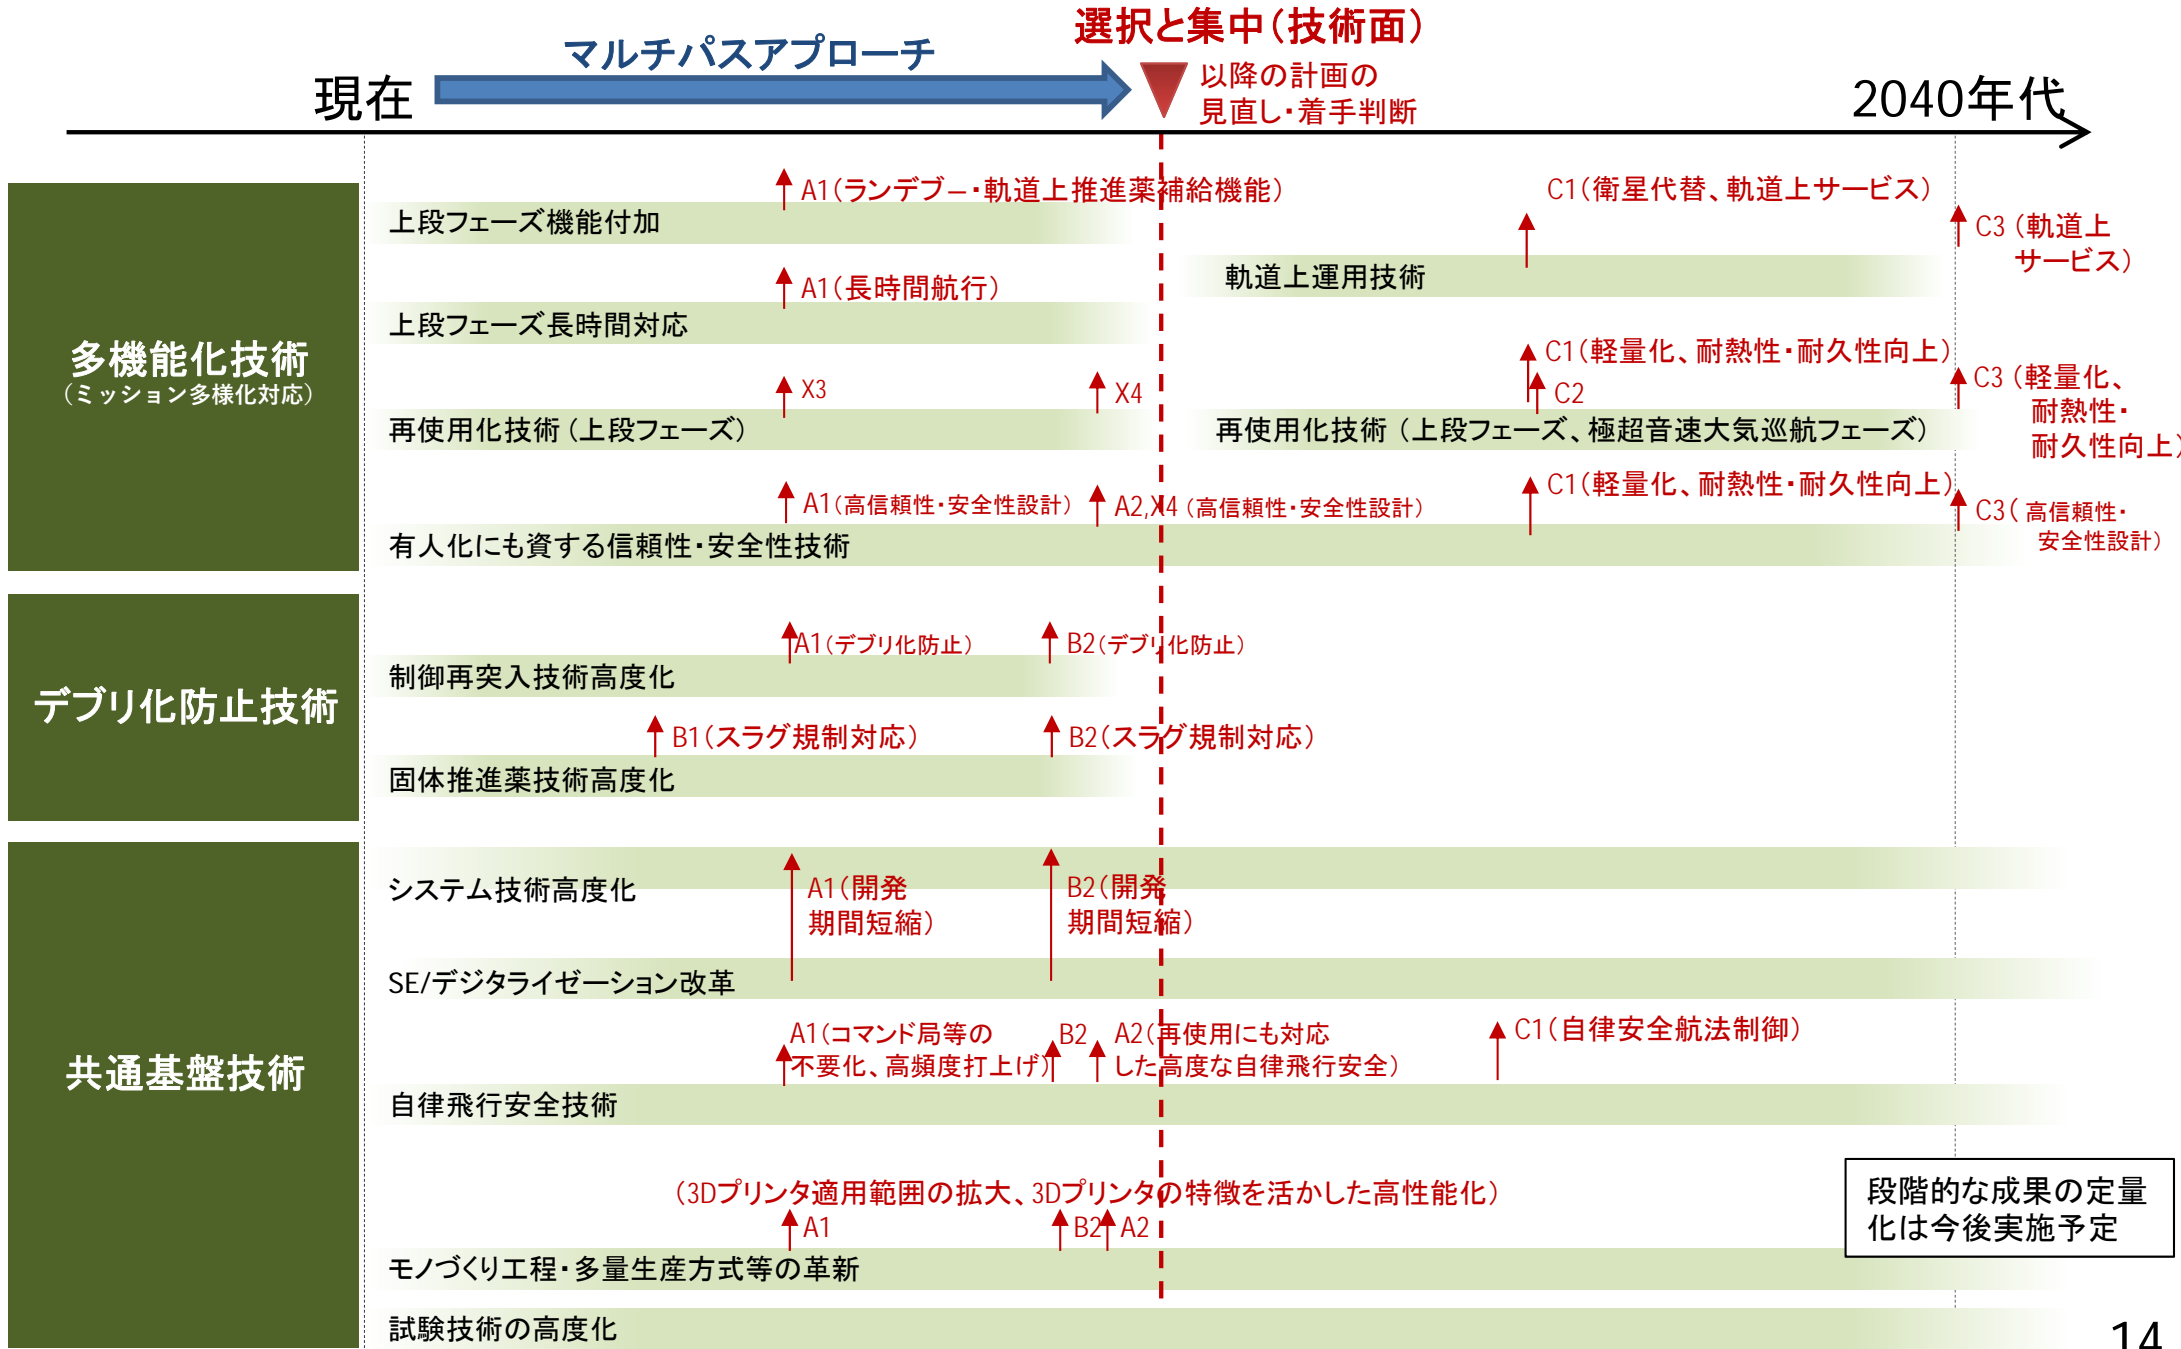 選択と集中(技術面)
マルチパスアプローチ
以降の計画の
見直し・着手判断
現在
2040年代
多機能化技術
(ミッション多様化対応)
A1(ランデブー・軌道上推進薬補給機能)
上段フェーズ機能付加
C1(衛星代替、軌道上サービス)
C3(軌道上
サービス)
軌道上運用技術
A1(長時間航行)
上段フェーズ長時間対応
X3
X4
再使用化技術(上段フェーズ)
C1(軽量化、耐熱性・耐久性向上)
C2
C3(軽量化、
耐熱性・
耐久性向上)
再使用化技術(上段フェーズ、極超音速大気巡航フェーズ)
A1(高信頼性・安全性設計)
A2,X4(高信頼性・安全性設計)
C1(軽量化、耐熱性・耐久性向上)
C3(高信頼性・
安全性設計)
有人化にも資する信頼性・安全性技術
デブリ化防止技術
A1(デブリ化防止)
B2(デブリ化防止)
制御再突入技術高度化
B1(スラグ規制対応)
B2(スラグ規制対応)
固体推進薬技術高度化
共通基盤技術
システム技術高度化
A1(開発
期間短縮)
B2(開発
期間短縮)
SE/デジタライゼーション改革
A1(コマンド局等の
不要化、高頻度打上げ)
B2
A2(再使用にも対応
した高度な自律飛行安全)
C1(自律安全航法制御)
自律飛行安全技術
(3Dプリンタ適用範囲の拡大、3Dプリンタの特徴を活かした高性能化)
A1
B2
A2
モノづくり工程・多量生産方式等の革新
試験技術の高度化
段階的な成果の定量
化は今後実施予定
14